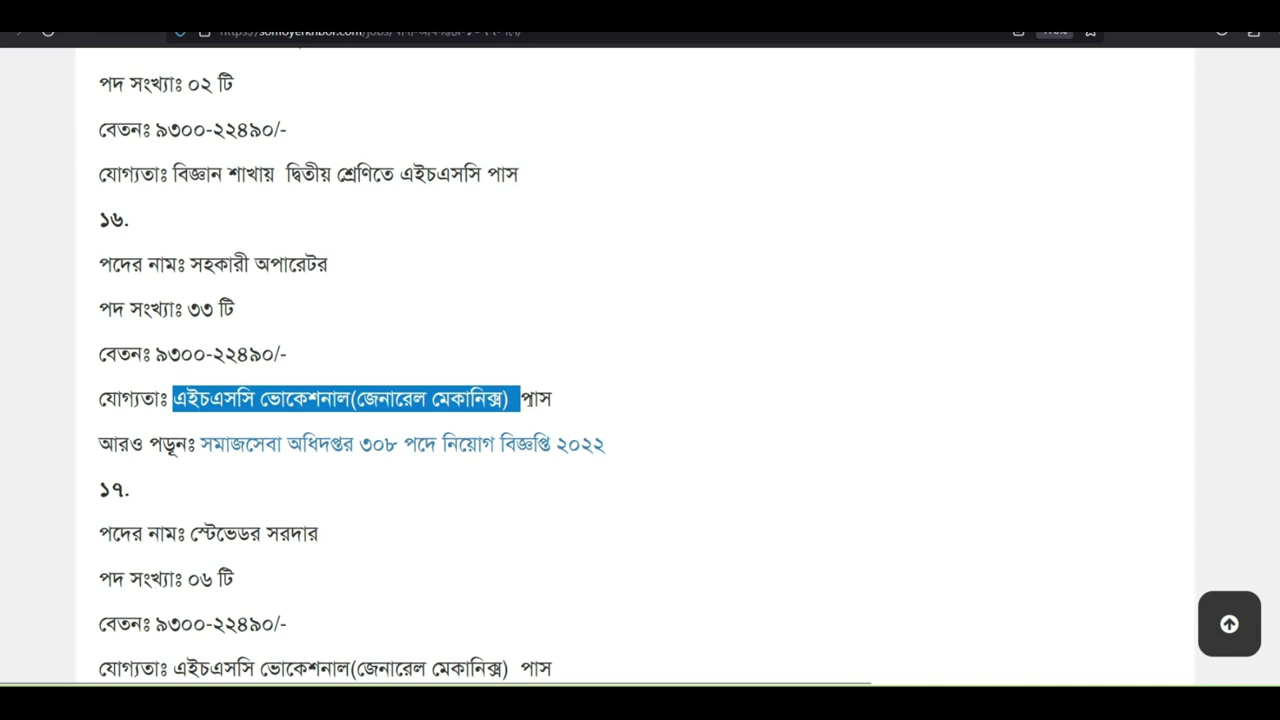 পদ সংখ্যাঃ ০২ টি
বেতনঃ ৯৩০০-২২৪৯০/-
যোগ্যতাঃ বিজ্ঞান শাখায় দ্বিতীয় শ্রেণিতে এইচএসসি পাস
১৬.
পদের নামঃ সহকারী অপারেটর
পদ সংখ্যাঃ ৩৩ টি
বেতনঃ ৯৩০০-২২৪৯০/-
যোগ্যতাঃ এইচএসসি ভোকেশনাল(জেনারেল মেকানিক্স) পাস
আরও পড়ূনঃ সমাজসেবা অধিদপ্তর ৩০৮ পদে নিয়োগ বিজ্ঞপ্তি ২০২২
১৭.
পদের নামঃ স্টেভেডর সরদার
পদ সংখ্যাঃ ০৬ টি
বেতনঃ ৯৩০০-২২৪৯০/-
যোগ্যতাঃ এইচএসসি ভোকেশনাল(জেনারেল মেকানিক্স) পাস